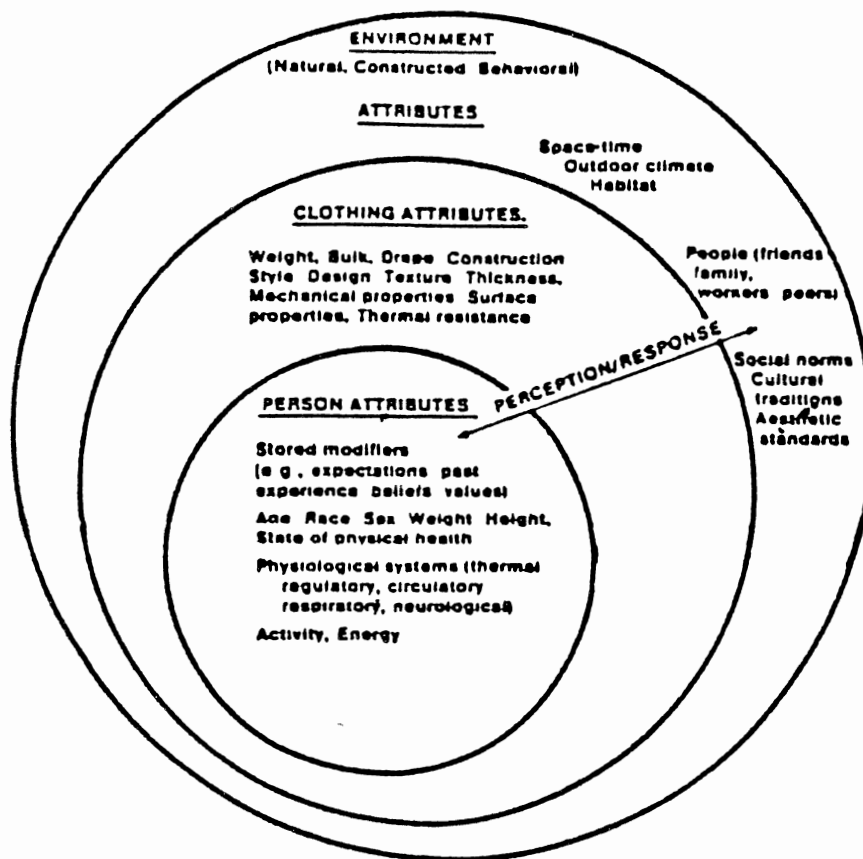 ENVIRONMENT
(Natural, Constructed Behavioral)
ATTRIBUTES
Space-time
Outdoor climate
Habitat
CLOTHING ATTRIBUTES.
Weight, Bulk, Drape Construction
Style Design Texture Thickness,
Mechanical properties Surface
properties, Thermal resistance
People (friends
family,
workers peers)
PERCEPTION/RESPONSE
Social norms
Cultural
traditions
Aesthetic
standards
PERSON ATTRIBUTES
Stored modifiers
(e g , expectations past
experience beliefs values)
Age Race Sex Weight Height,
State of physical health
Physiological systems (thermal
regulatory, circulatory
respiratory, neurological)
Activity, Energy